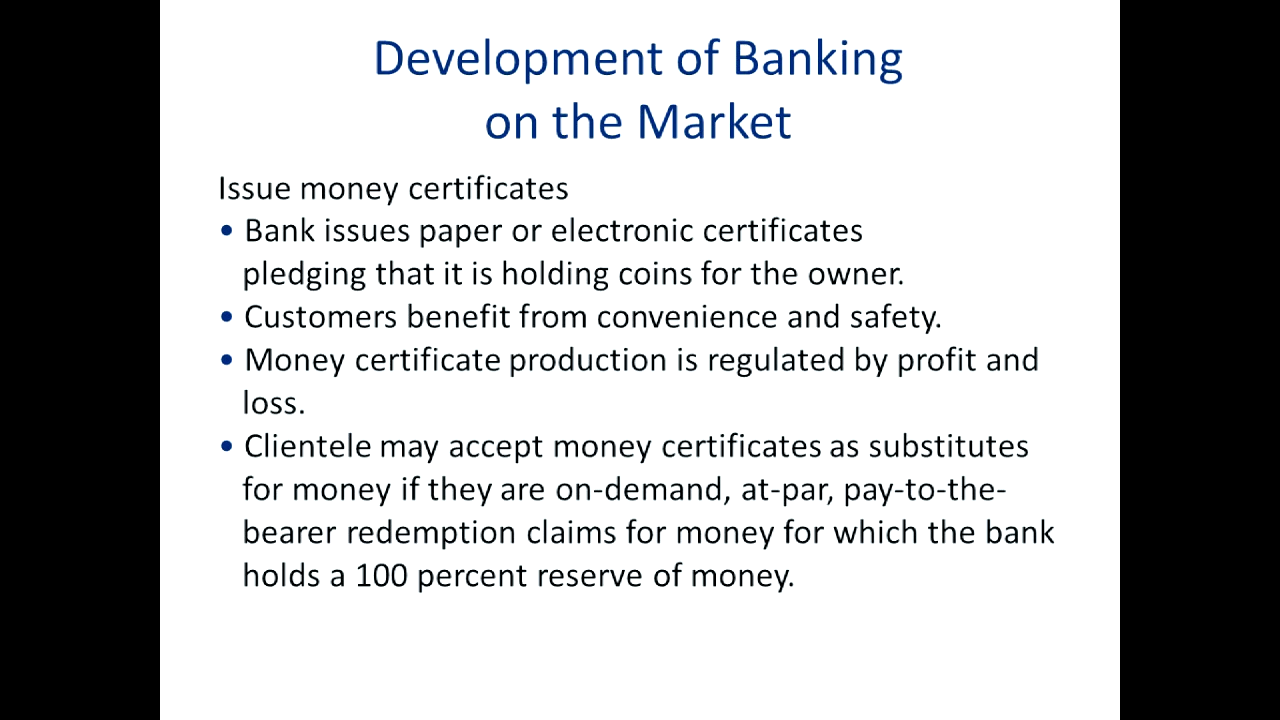 Development of Banking
on the Market
Issue money certificates
• Bank issues paper or electronic certificates
pledging that it is holding coins for the owner.
• Customers benefit from convenience and safety.
• Money certificate production is regulated by profit and
loss.
• Clientele may accept money certificates as substitutes
for money if they are on-demand, at-par, pay-to-the-
bearer redemption claims for money for which the bank
holds a 100 percent reserve of money.